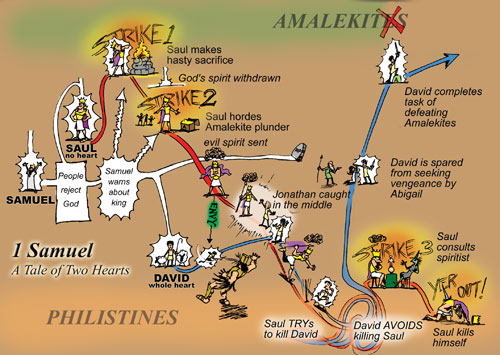 AMALEKITES
STRIKE 1
Saul makes
hasty sacrifice
God's spirit withdrawn
STRIKE 2
Saul hordes
Amalekite plunder
evil spirit sent
David completes
task of
defeating
Amalekites
SAUL
no heart
SAMUEL
People
reject
God
Samuel
warns
about
king
David is spared
from seeking
vengeance by
Abigail
Jonathan caught
in the middle
ENVY
1 Samuel
A Tale of Two Hearts
DAVID
whole heart
STRIKE 3
Saul
consults
spiritist
YER
OUT!
PHILISTINES
Saul TRYs
to kill David
David AVOIDS
killing Saul
Saul kills
himself